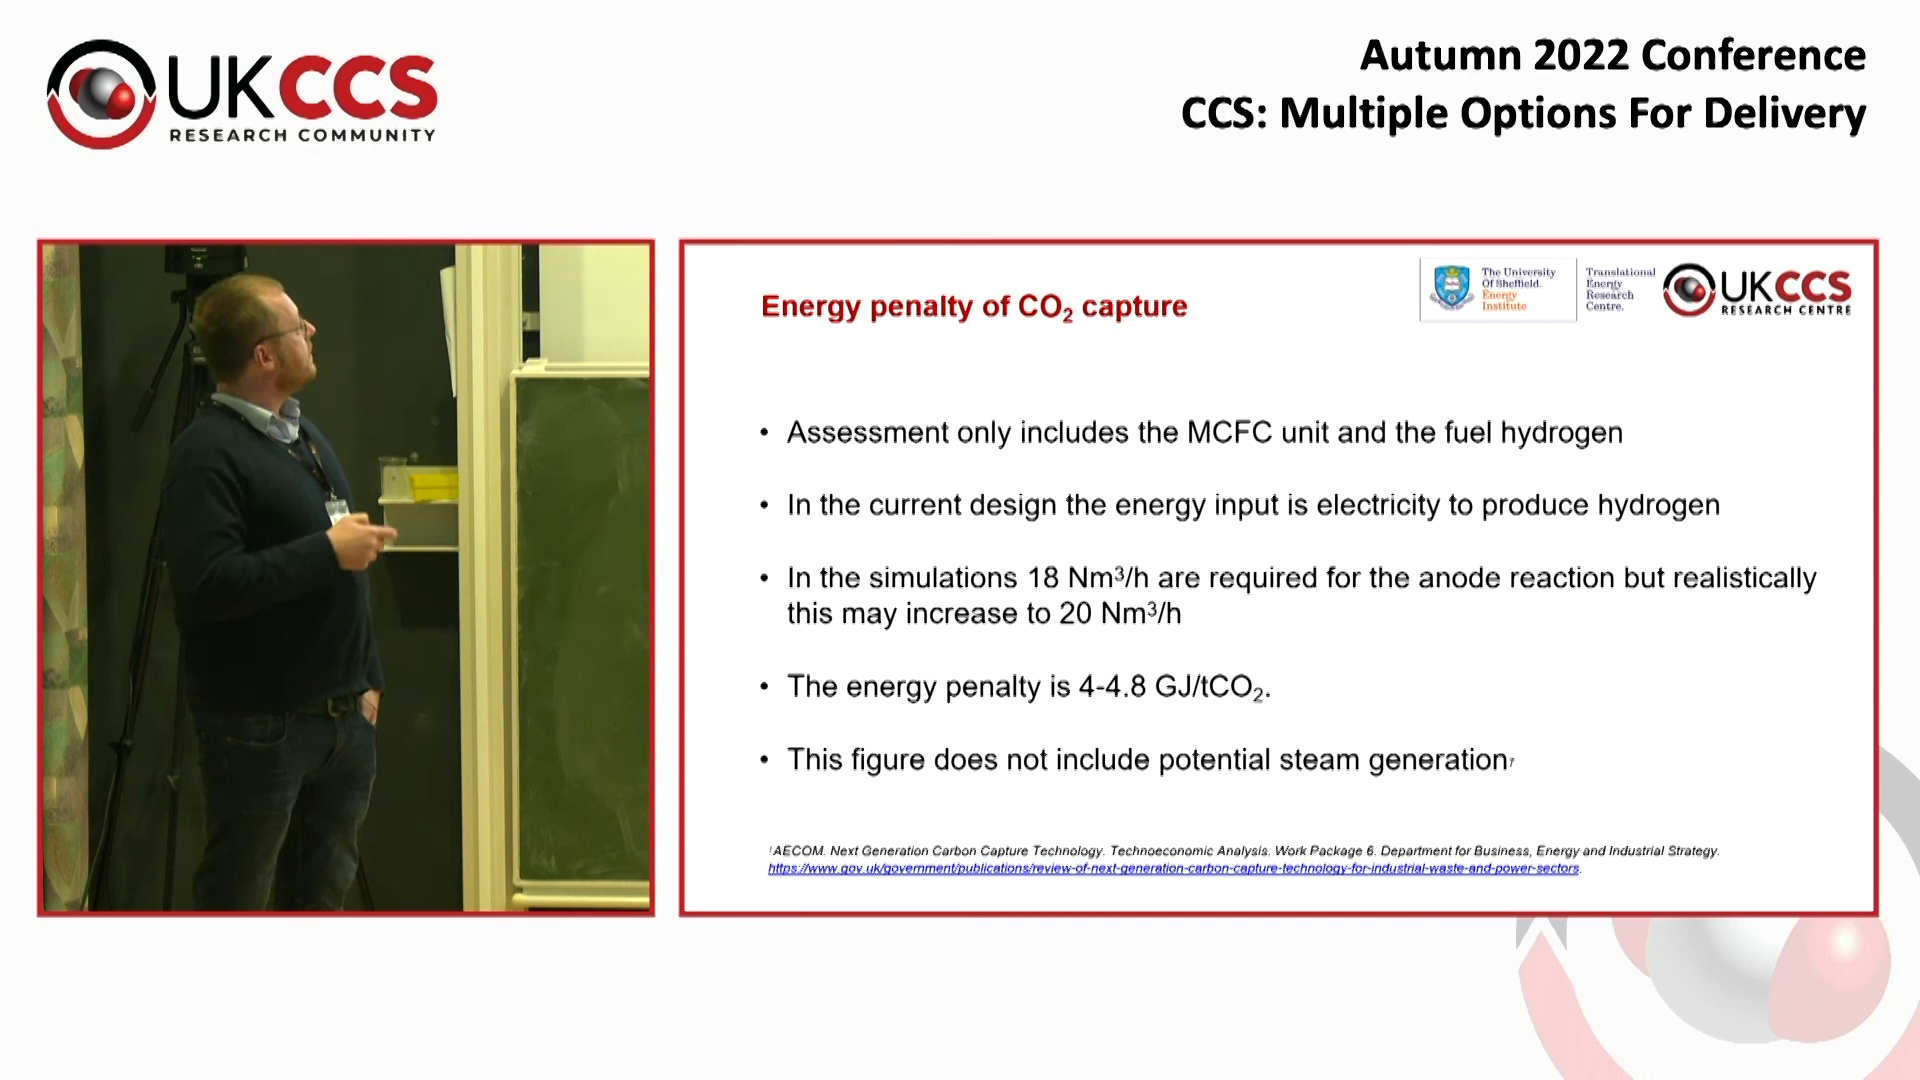 UKCCS
RESEARCH COMMUNITY
Autumn 2022 Conference
CCS: Multiple Options For Delivery
Energy penalty of CO₂ capture
The University
Of Sheffield.
Energy
Institute
Translational
Energy
Research
Centre.
UKCCS
RESEARCH CENTRE
• Assessment only includes the MCFC unit and the fuel hydrogen
• In the current design the energy input is electricity to produce hydrogen
• In the simulations 18 Nm³/h are required for the anode reaction but realistically
this may increase to 20 Nm³/h
• The energy penalty is 4-4.8 GJ/tCO₂.
• This figure does not include potential steam generation¹
¹AECOM. Next Generation Carbon Capture Technology. Technoeconomic Analysis. Work Package 6. Department for Business, Energy and Industrial Strategy.
https://www.gov.uk/government/publications/review-of-next-generation-carbon-capture-technology-for-industrial-waste-and-power-sectors.